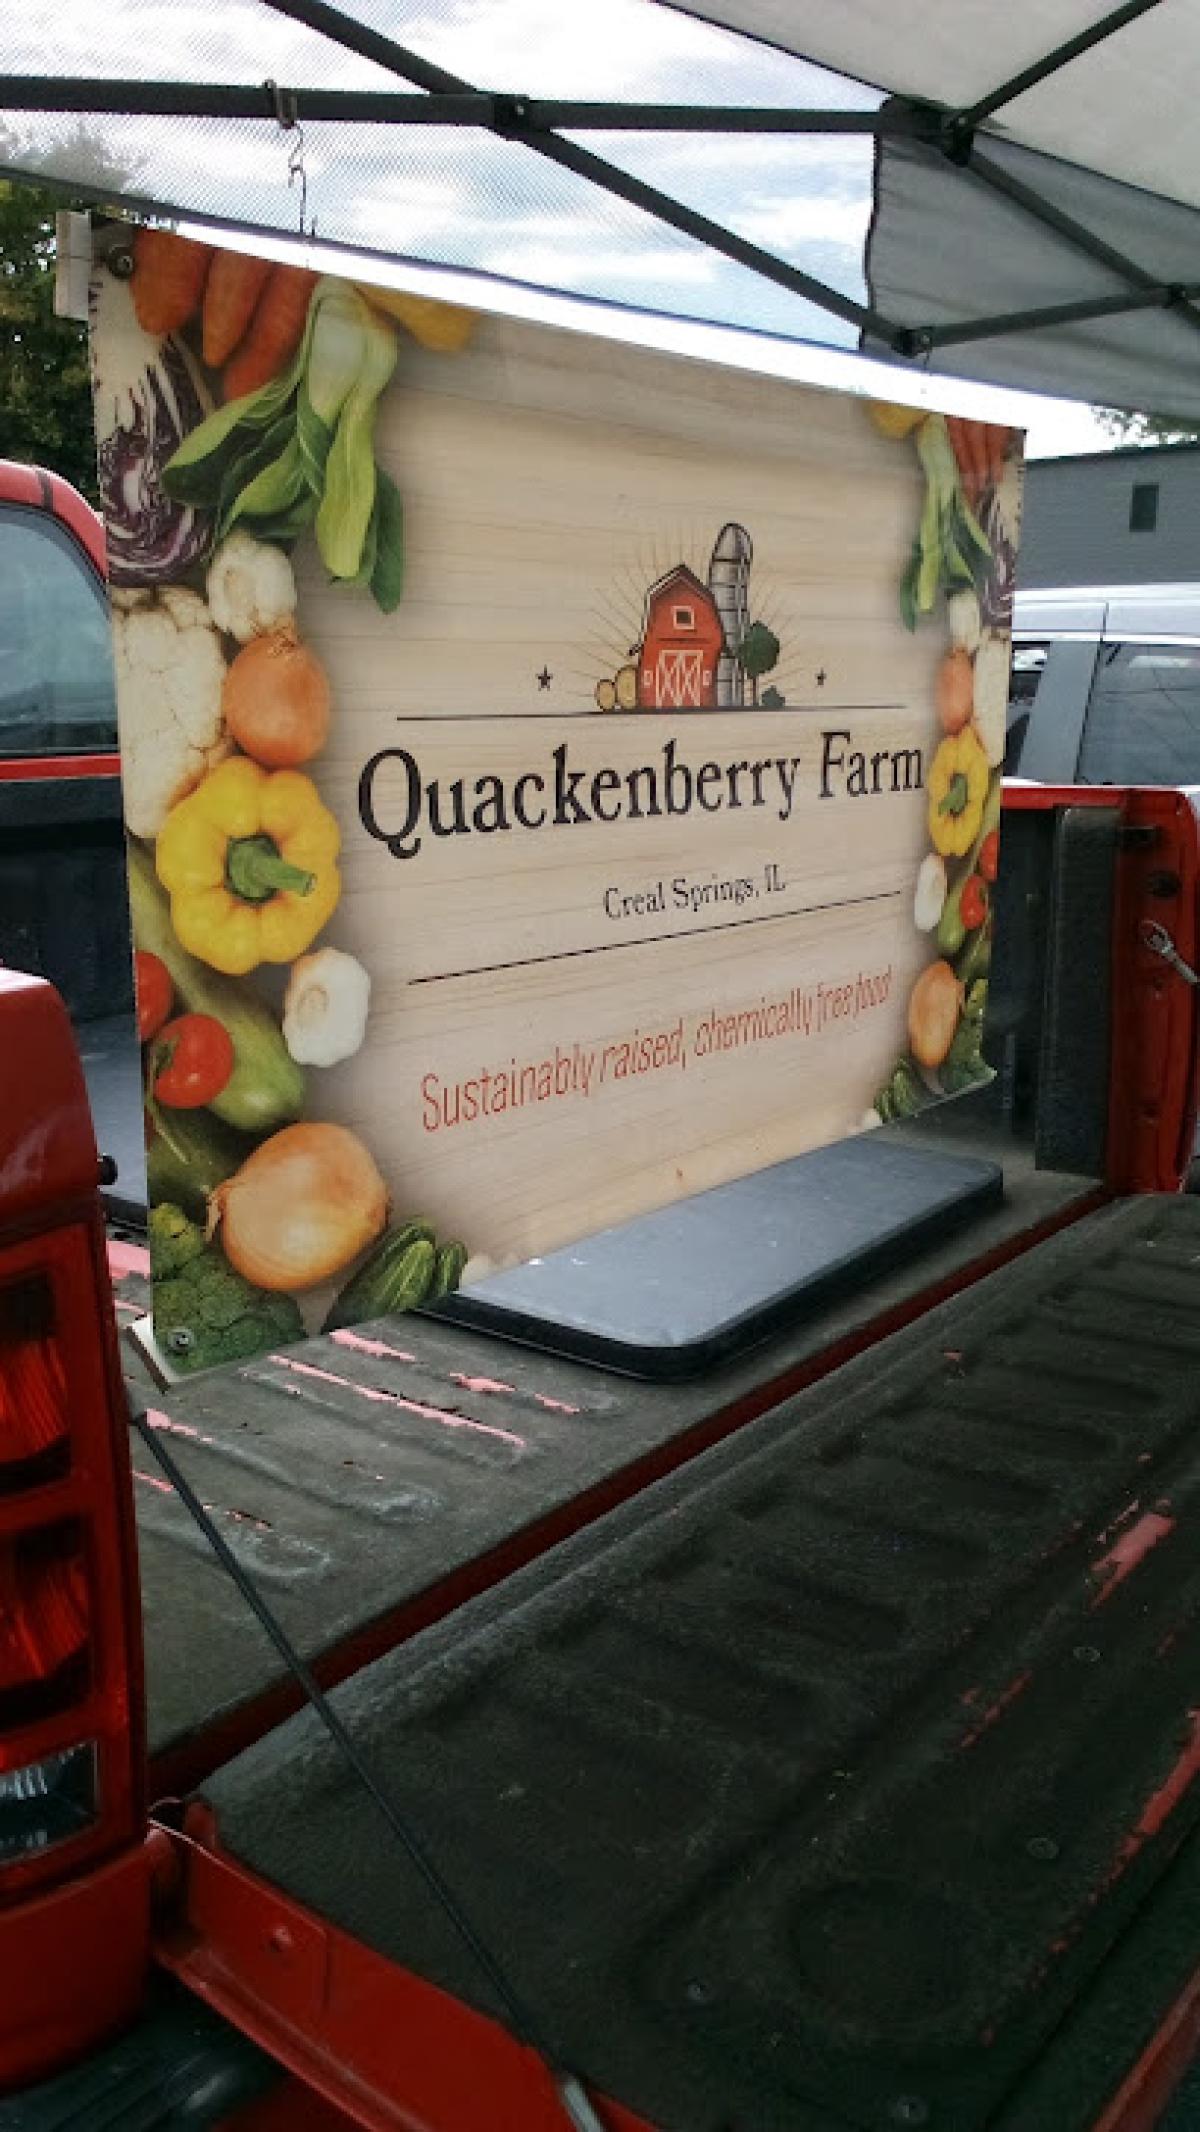 Quackenberry Farm
Creal Springs, IL
Sustainably raised, chemically free food